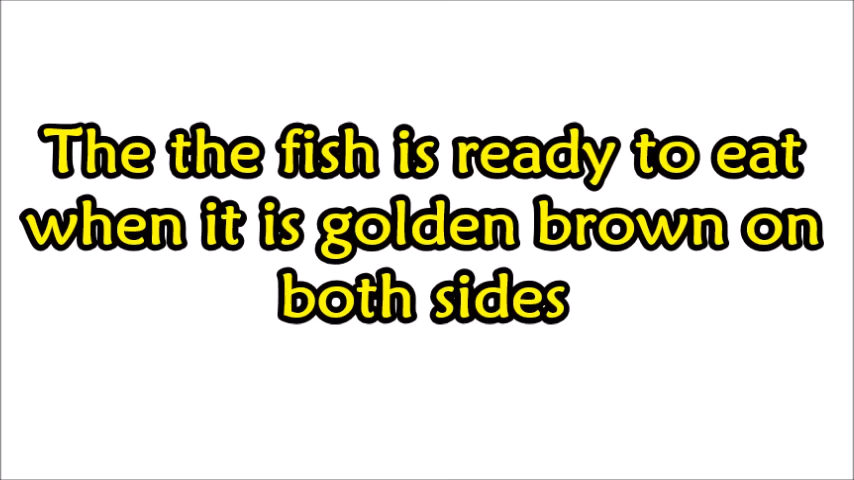 The the fish is ready to eat
when it is golden brown on
both sides